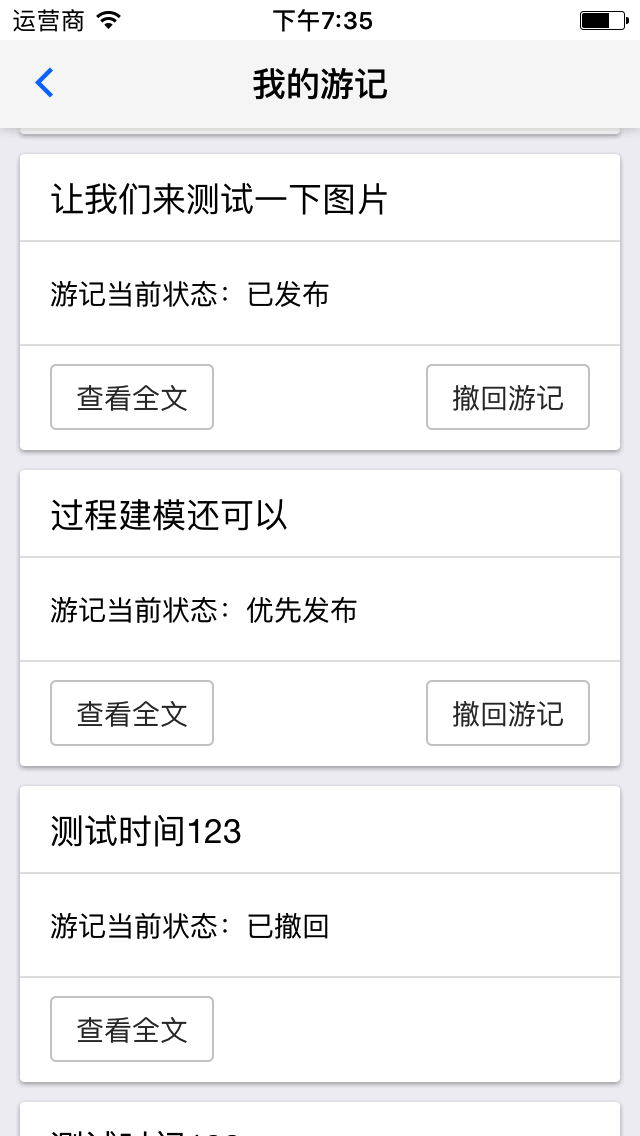 运营商 下午7:35
我的游记
让我们来测试一下图片
游记当前状态：已发布
查看全文 撤回游记
过程建模还可以
游记当前状态：优先发布
查看全文 撤回游记
测试时间123
游记当前状态：已撤回
查看全文